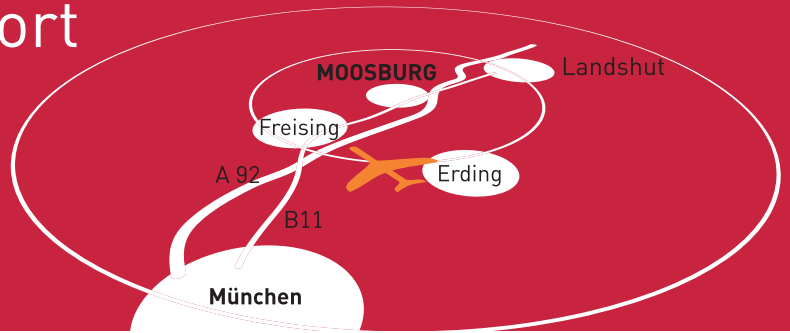 ort
MOOSBURG
Landshut
Freising
A 92
Erding
B11
München